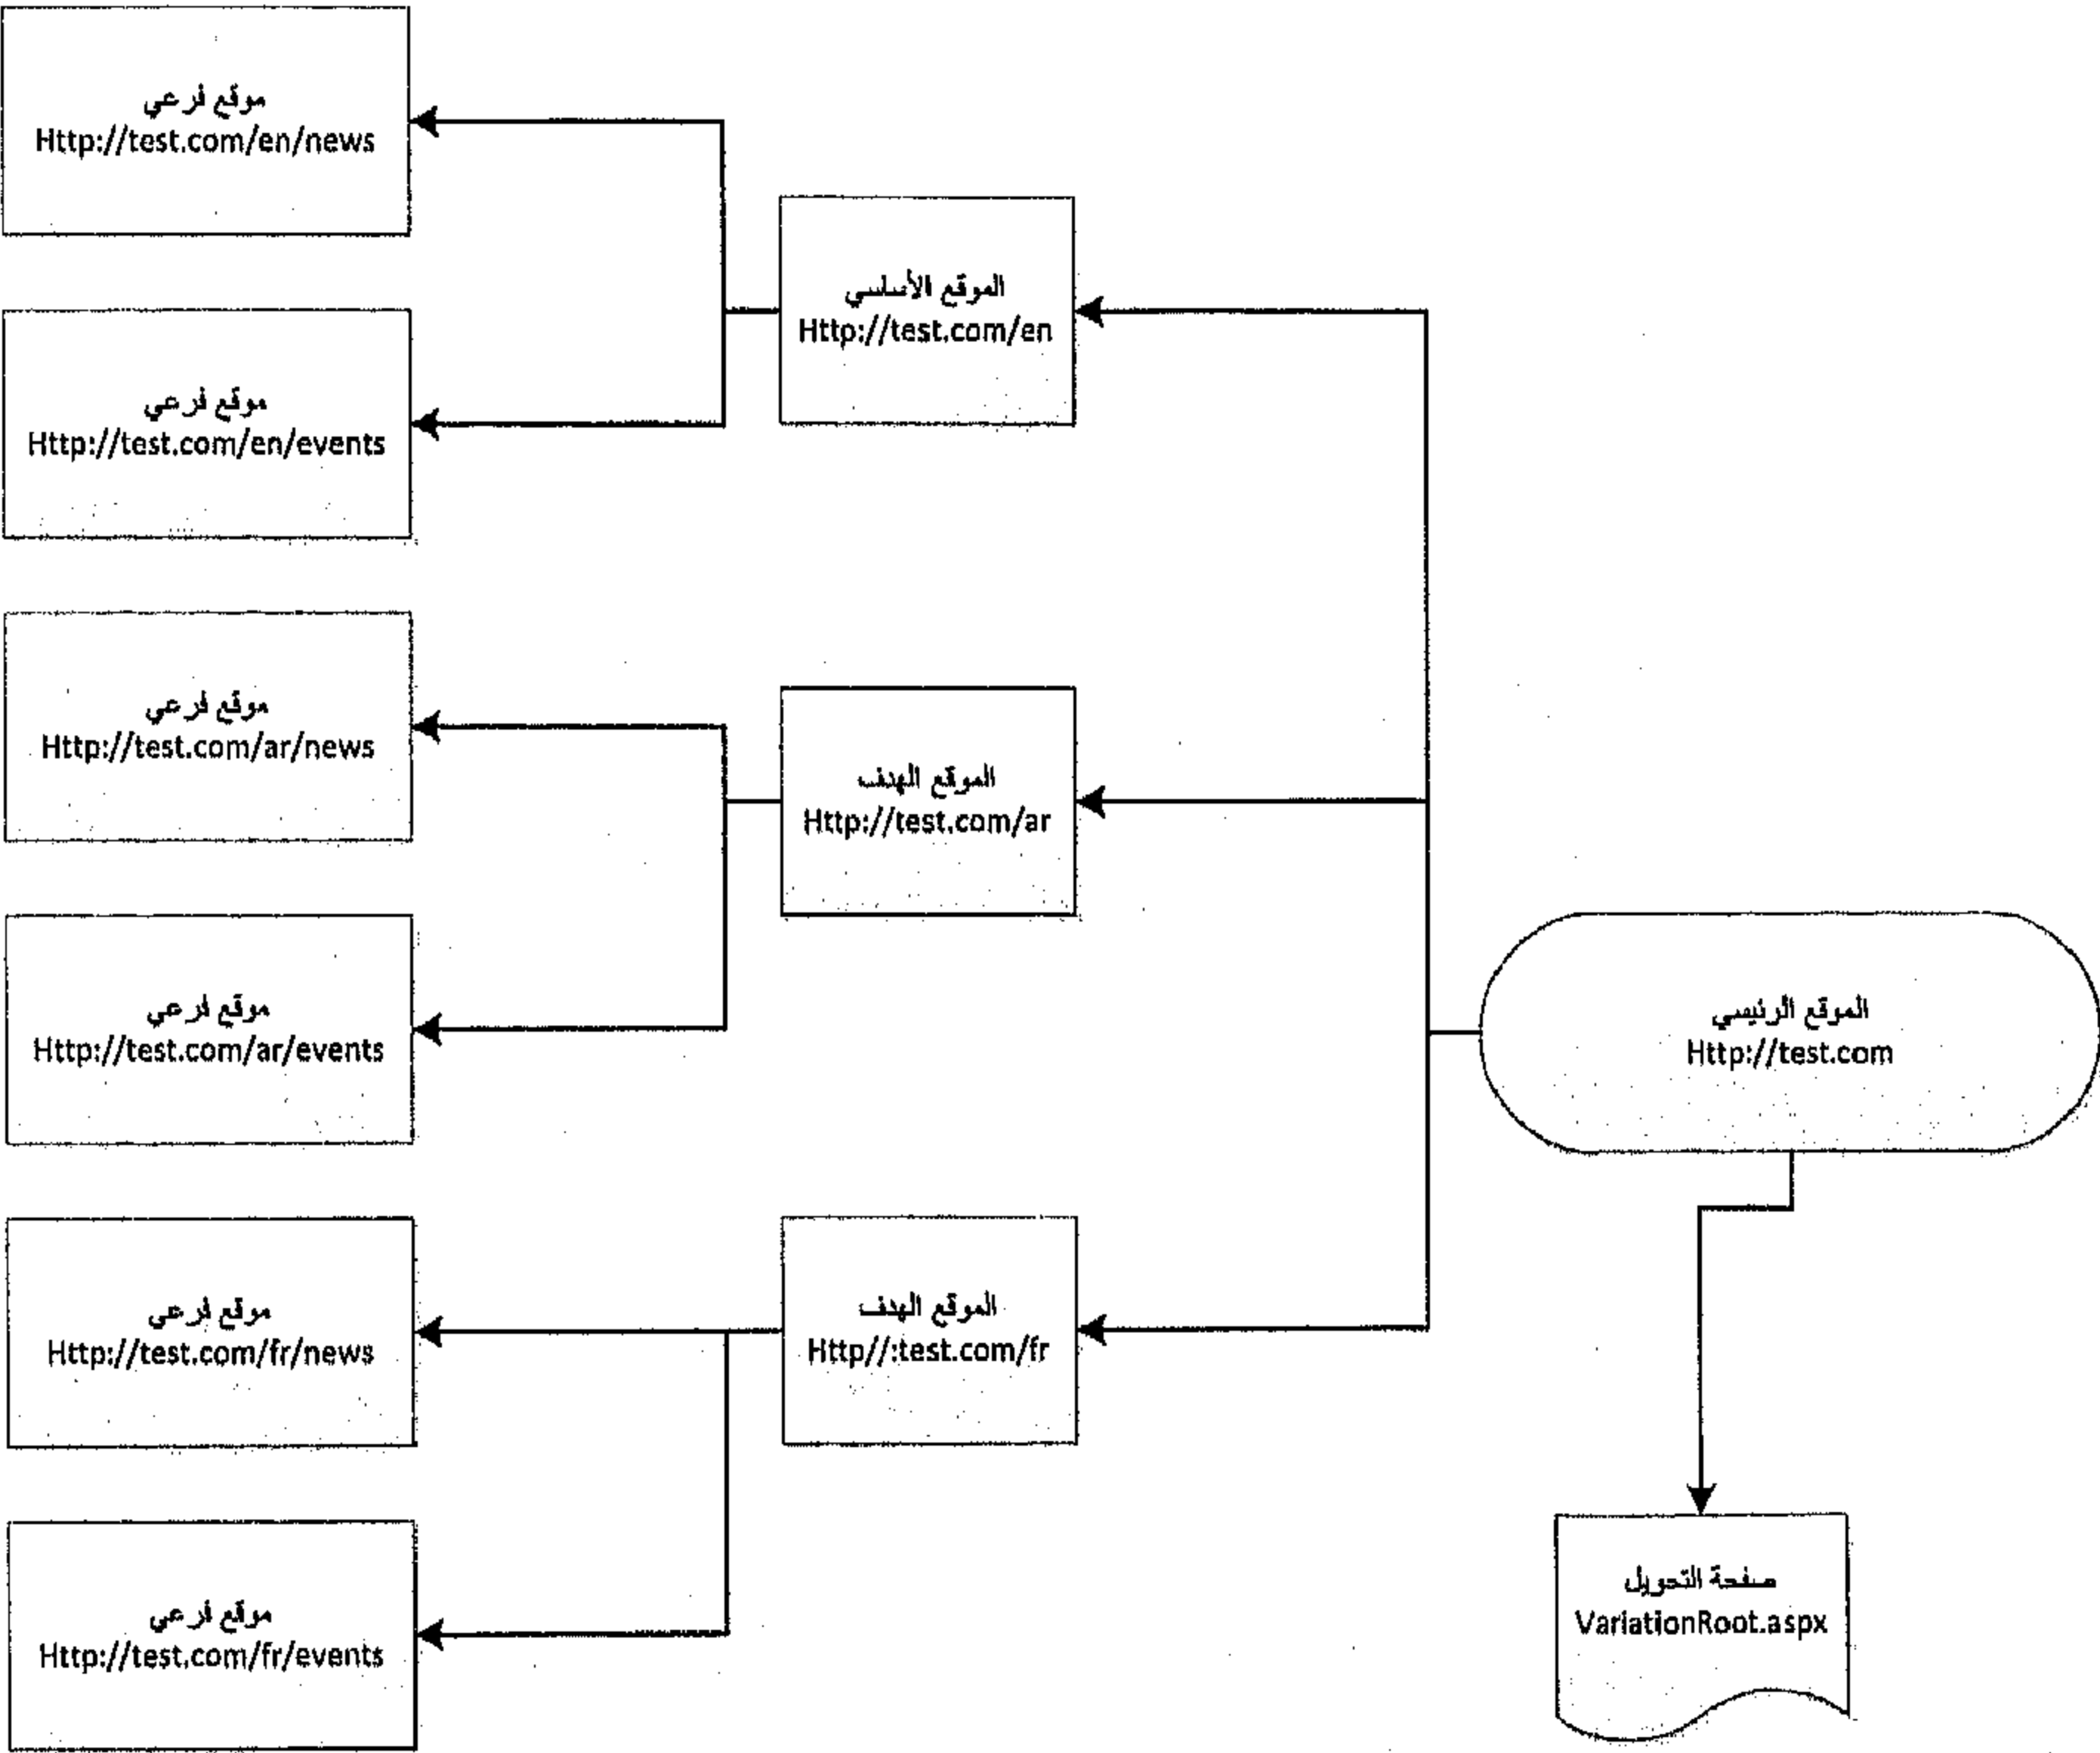 موقع فرعي
Http://test.com/en/news
الموقع الأساسي
Http://test.com/en
موقع فرعي
Http://test.com/en/events
موقع فرعي
Http://test.com/ar/news
الموقع الهدف
Http://test.com/ar
موقع فرعي
Http://test.com/ar/events
الموقع الرئيسي
Http://test.com
موقع فرعي
Http://test.com/fr/news
الموقع الهدف
Http//:test.com/fr
موقع فرعي
Http://test.com/fr/events
صفحة التحويل
VariationRoot.aspx